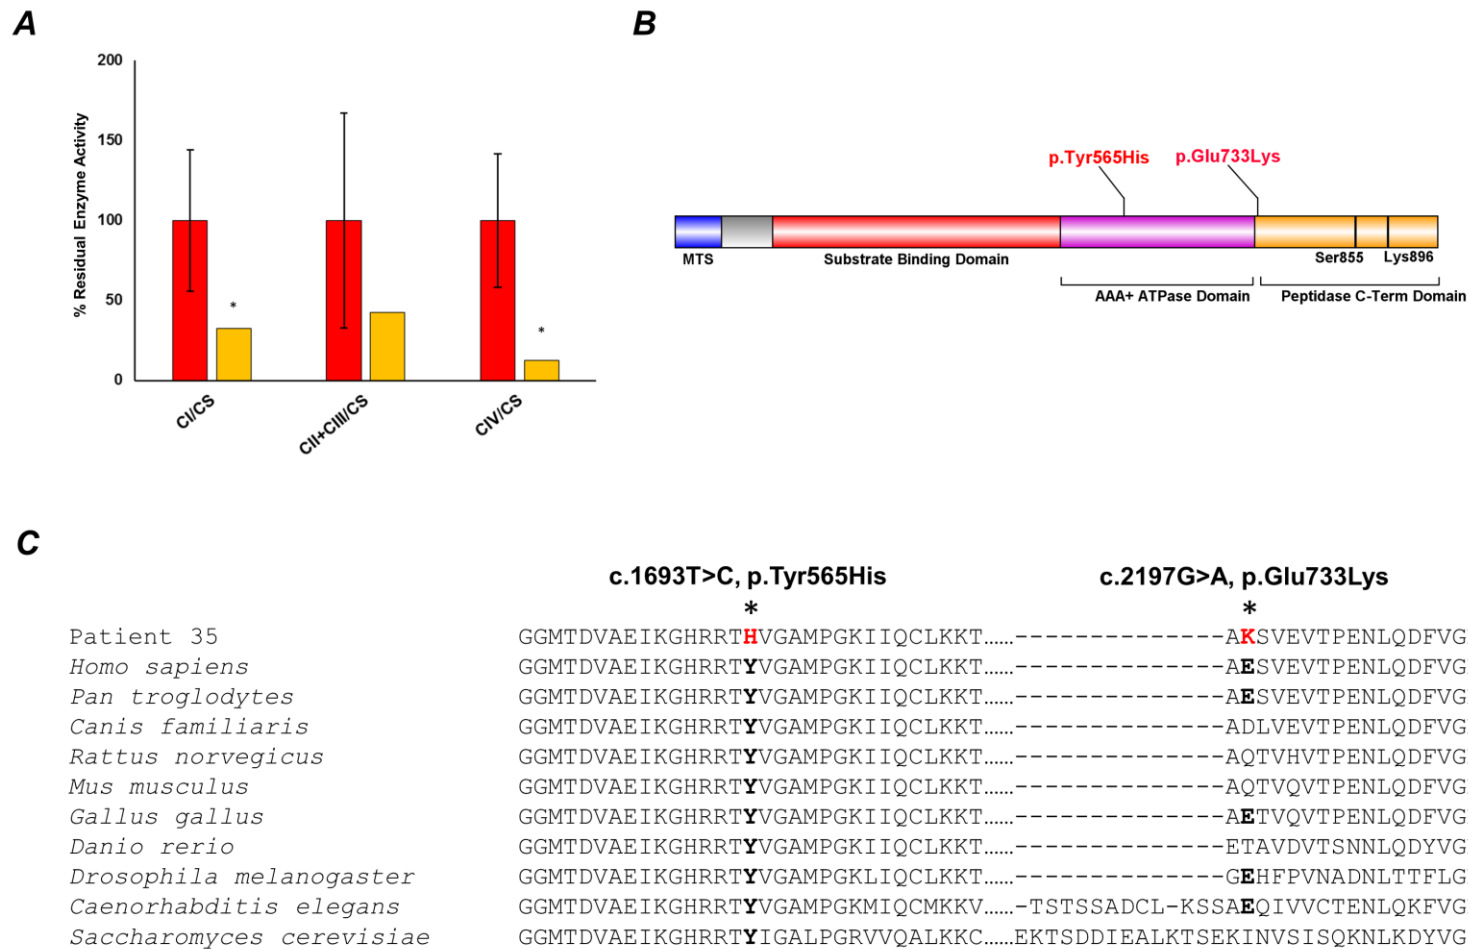 A
200
150
100
50
0
% Residual Enzyme Activity
*
*
CI/CS
CII+CIII/CS
CIV/CS
B
p.Tyr565His
p.Glu733Lys
MTS
Substrate Binding Domain
Ser855
Lys896
AAA+ ATPase Domain
Peptidase C-Term Domain
C
c.1693T>C, p.Tyr565His c.2197G>A, p.Glu733Lys
* *
Patient 35 GGMTDVAEIKGHRRTHVGAMPGKIIQCLKKT......--------------AKSVEVTPENLQDFVG
Homo sapiens GGMTDVAEIKGHRRTYVGAMPGKIIQCLKKT......--------------AESVEVTPENLQDFVG
Pan troglodytes GGMTDVAEIKGHRRTYVGAMPGKIIQCLKKT......--------------AESVEVTPENLQDFVG
Canis familiaris GGMTDVAEIKGHRRTYVGAMPGKIIQCLKKT......--------------ADLVEVTPENLQDFVG
Rattus norvegicus GGMTDVAEIKGHRRTYVGAMPGKIIQCLKKT......--------------AQTVHVTPENLQDFVG
Mus musculus GGMTDVAEIKGHRRTYVGAMPGKIIQCLKKT......--------------AQTVQVTPENLQDFVG
Gallus gallus GGMTDVAEIKGHRRTYVGAMPGKIIQCLKKT......--------------AETVQVTPENLQDFVG
Danio rerio GGMTDVAEIKGHRRTYVGAMPGKIIQCLKKT......--------------ETAVDVTSNNLQDYVG
Drosophila melanogaster GGMTDVAEIKGHRRTYVGAMPGKLIQCLKKT......--------------GEHFPVNADNLTTFLG
Caenorhabditis elegans GGMTDVAEIKGHRRTYVGAMPGKMIQCMKKV......-TSTSSADCL-KSSAEQIVVCTENLQKFVG
Saccharomyces cerevisiae GGMTDVAEIKGHRRTYIGALPGRVVQALKKC......EKTSDDIEALKTSEKINVSISQKNLKDYVG